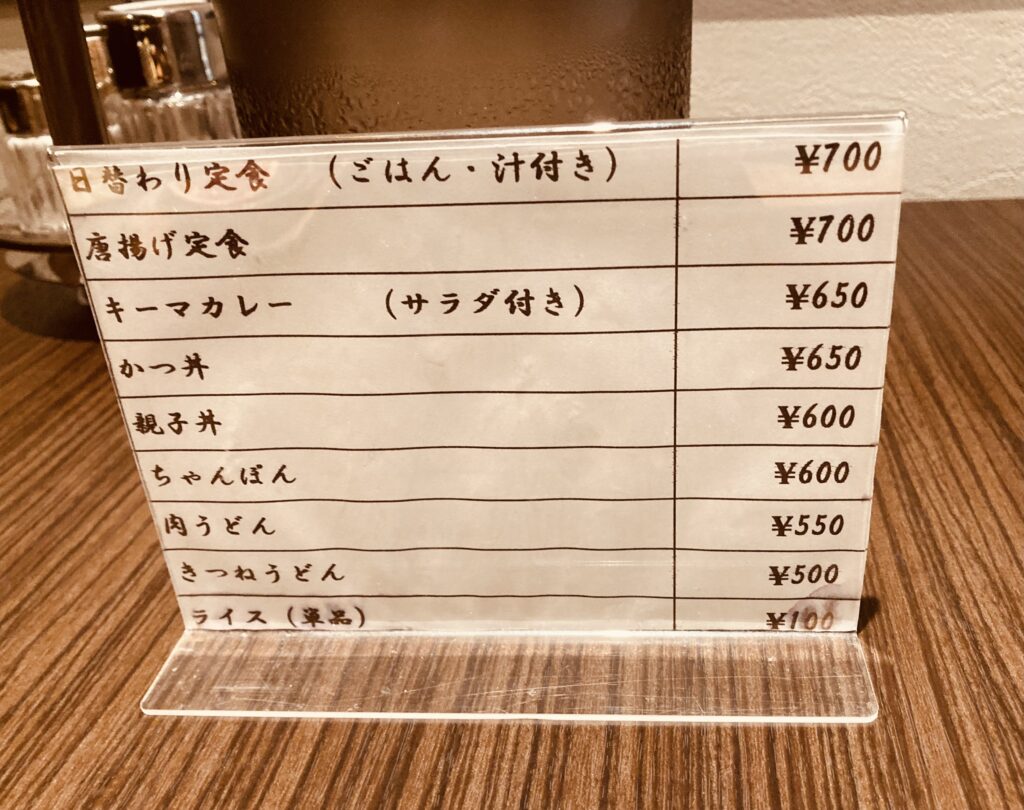 日替わり定食 （ごはん・汁付き） ¥700
唐揚げ定食 ¥700
キーマカレー （サラダ付き） ¥650
かつ丼 ¥650
親子丼 ¥600
ちゃんぽん ¥600
肉うどん ¥550
きつねうどん ¥500
ライス（単品） ¥100